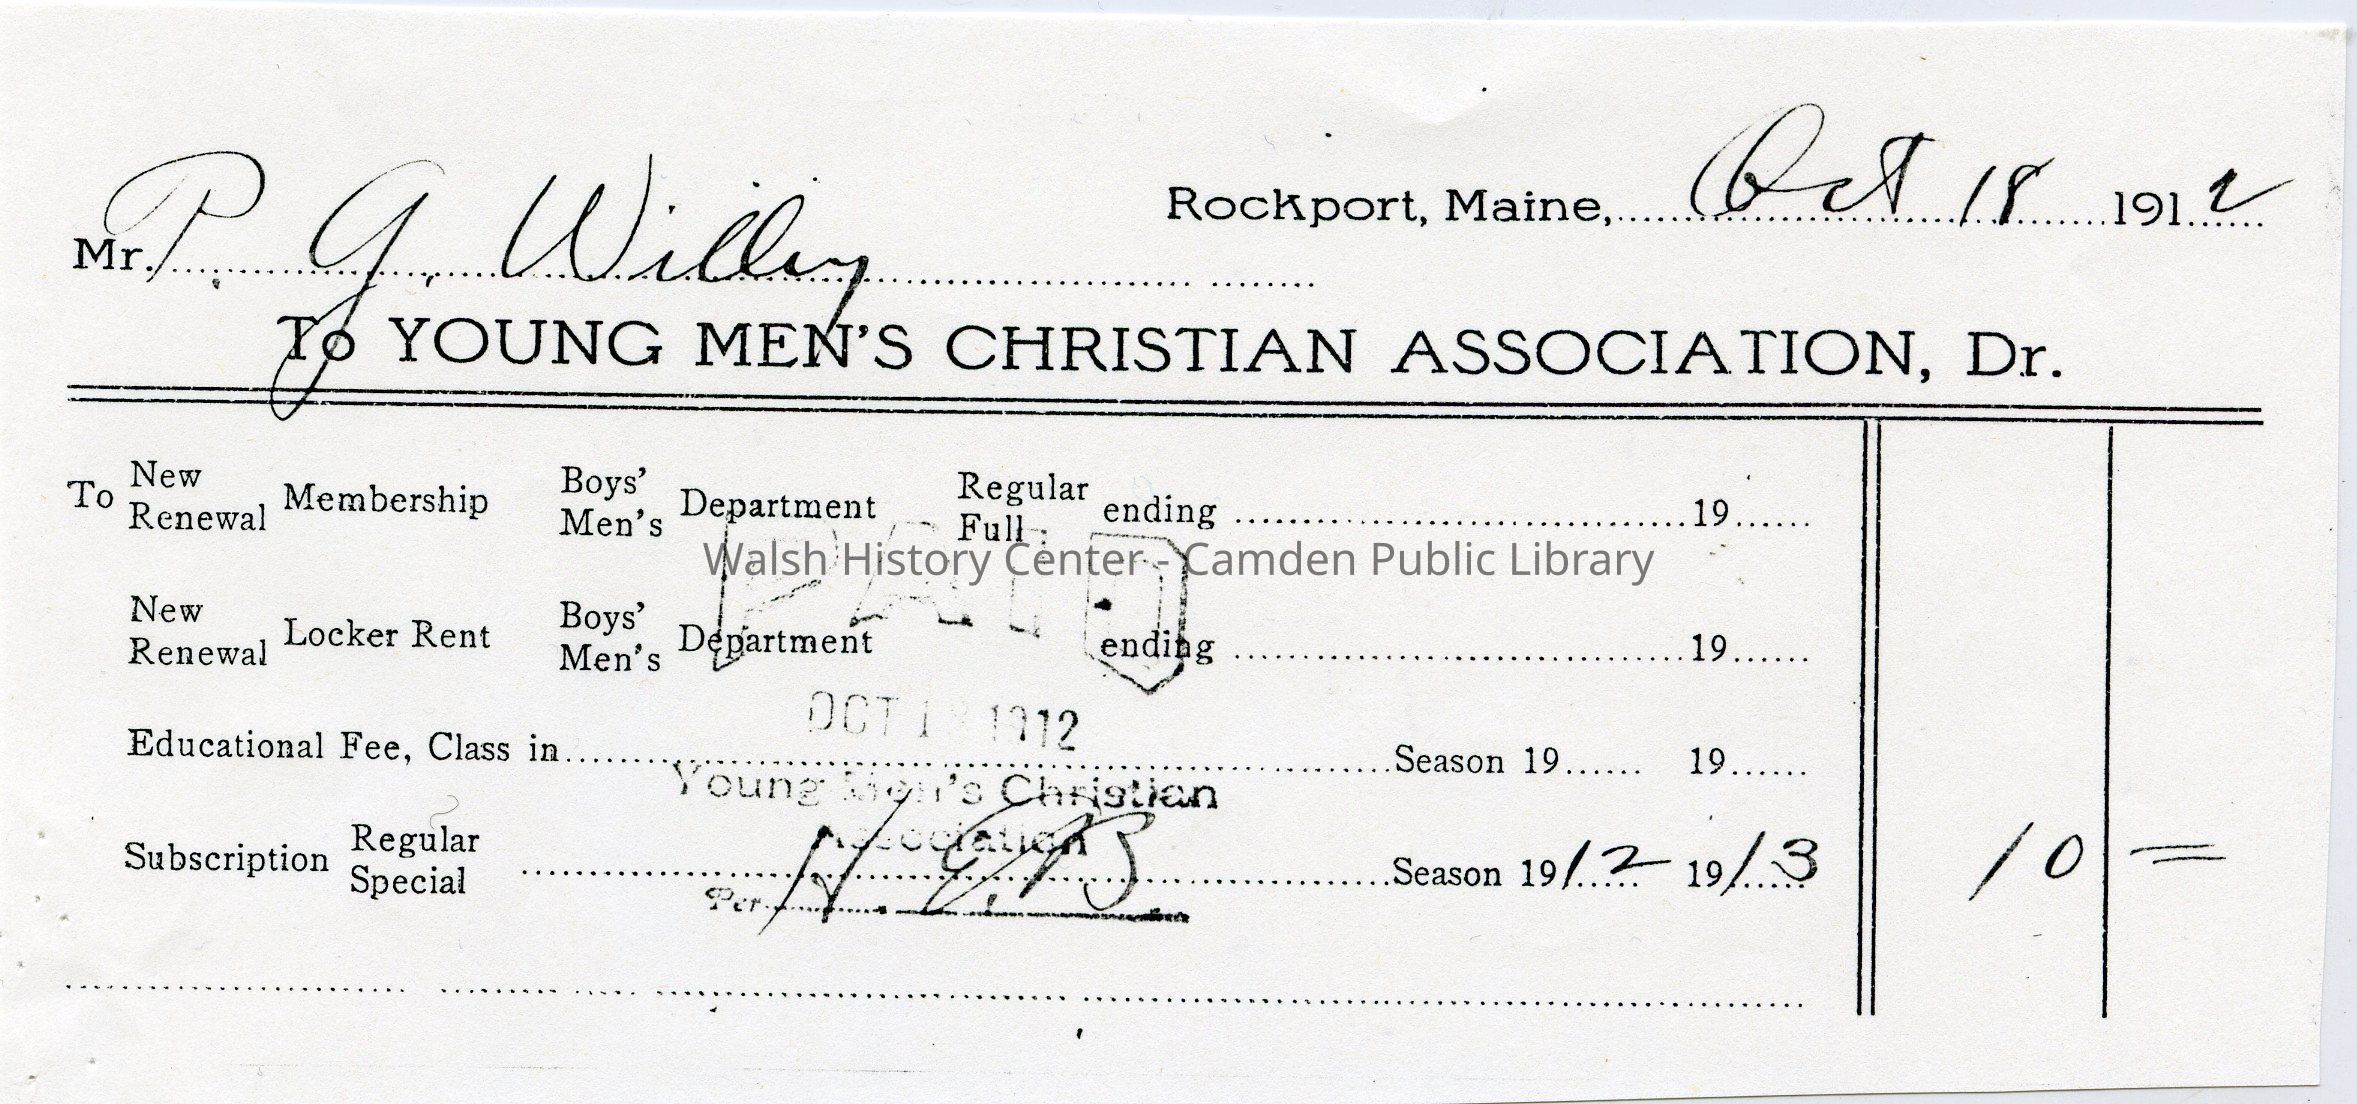 Rockport, Maine, Oct 18 1912
Mr. P. G. Willey
To YOUNG MEN'S CHRISTIAN ASSOCIATION, Dr.
To New Renewal Membership Boys' Men's Department Regular Full ending 19
Walsh History Center - Camden Public Library
PAID
New Renewal Locker Rent Boys' Men's Department ending 19
OCT 18 1912
Educational Fee, Class in Season 19 19
Young Men's Christian
Association
Subscription Regular Special Season 1912 1913 10 =
Per